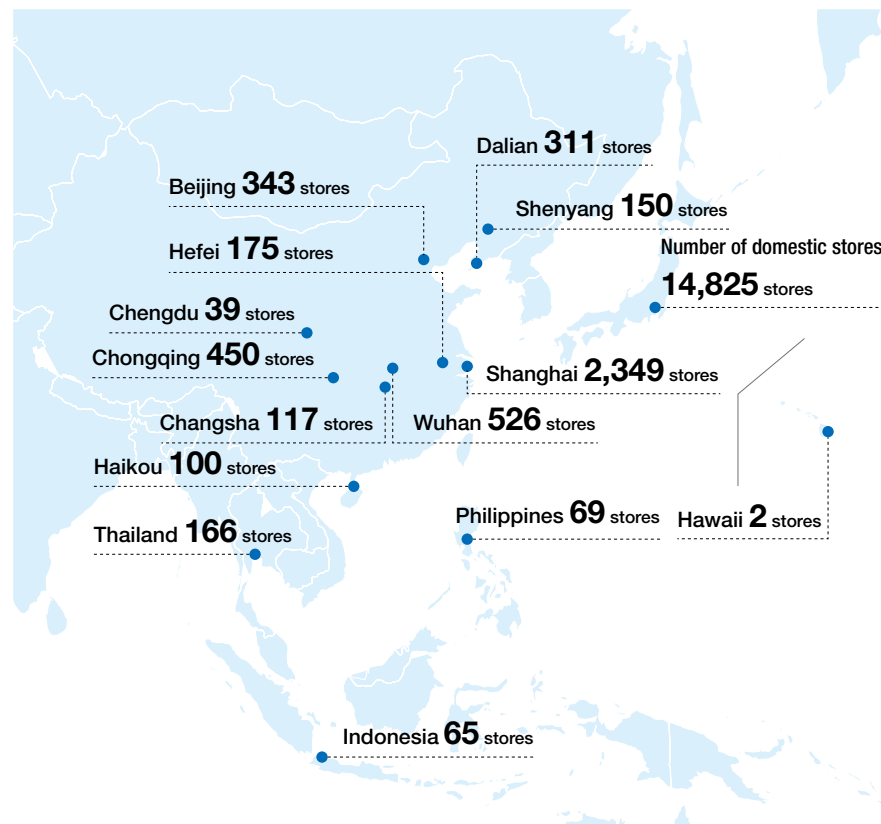 Dalian 311 stores
Beijing 343 stores
Shenyang 150 stores
Hefei 175 stores
Number of domestic stores
14,825 stores
Chengdu 39 stores
Chongqing 450 stores
Shanghai 2,349 stores
Changsha 117 stores
Wuhan 526 stores
Haikou 100 stores
Philippines 69 stores
Hawaii 2 stores
Thailand 166 stores
Indonesia 65 stores